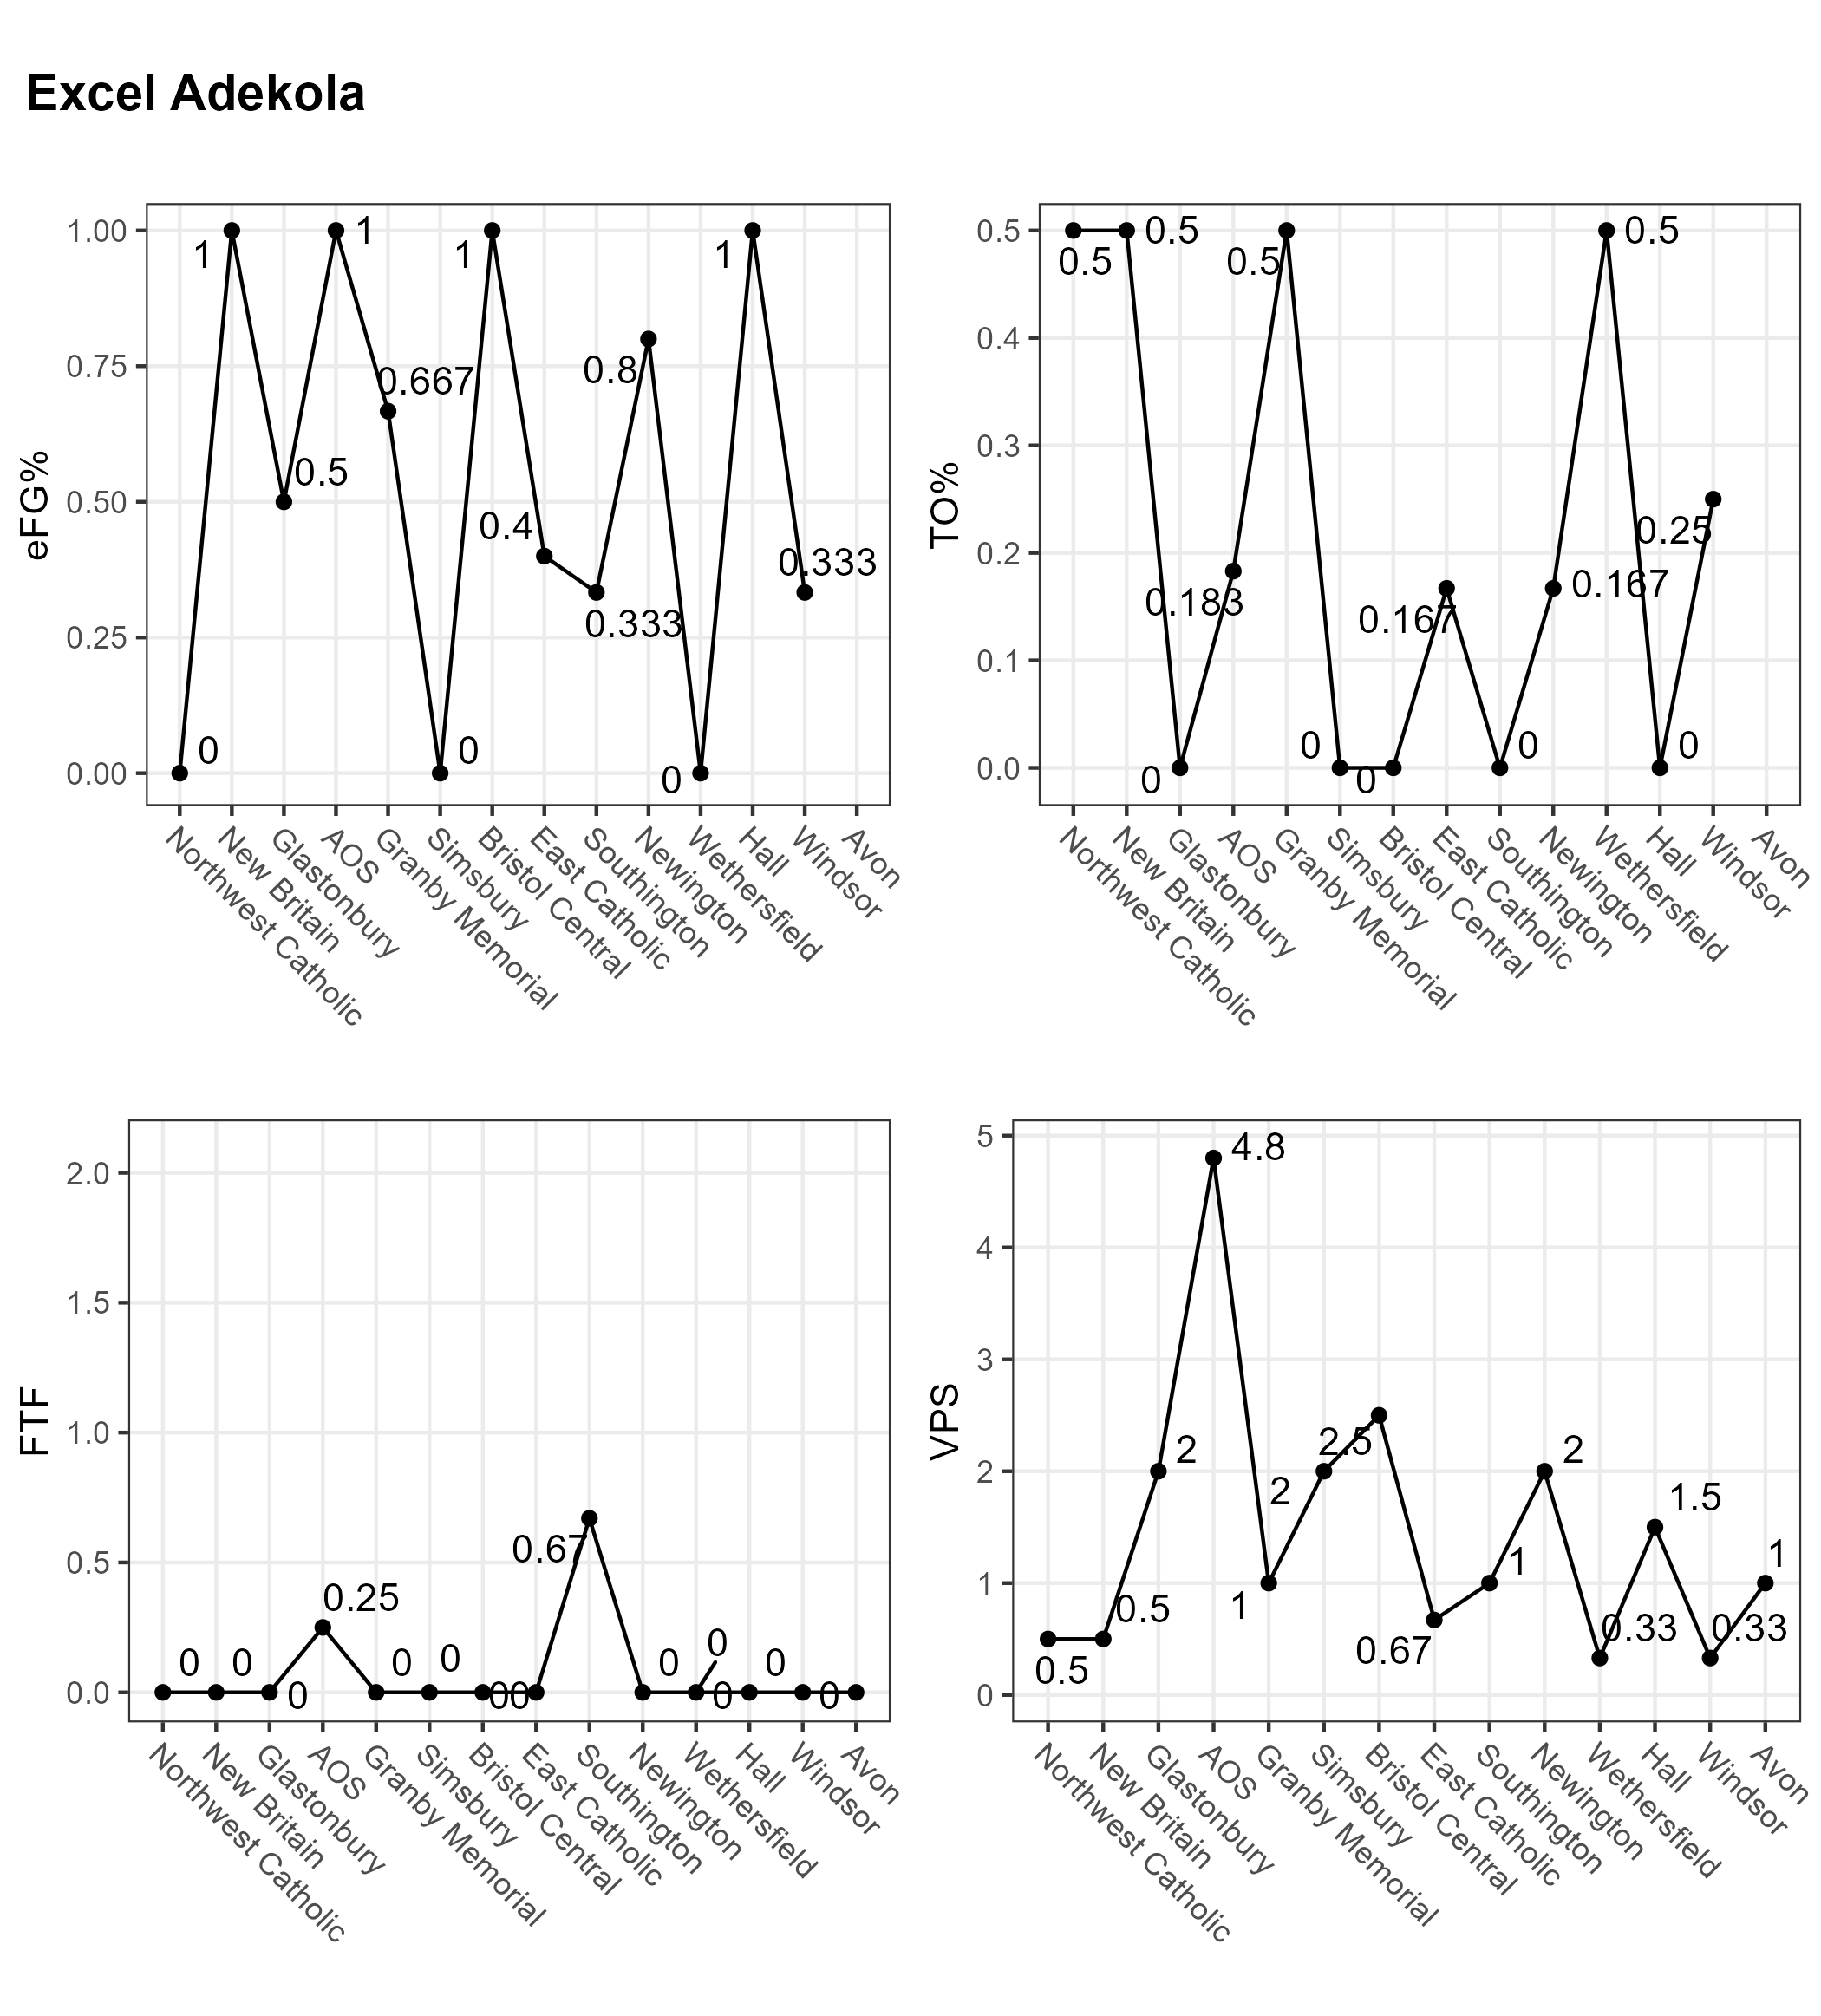 Excel Adekola
eFG%
1.00
0.75
0.50
0.25
0.00
0
1
0.5
1
0.667
0
1
0.4
0.333
0.8
0
1
0.333
Northwest Catholic
New Britain
Glastonbury
AOS
Granby Memorial
Simsbury
Bristol Central
East Catholic
Southington
Newington
Wethersfield
Hall
Windsor
Avon
TO%
0.5
0.4
0.3
0.2
0.1
0.0
0.5
0.5
0
0.183
0.5
0
0
0.167
0
0.167
0.5
0
0.25
Northwest Catholic
New Britain
Glastonbury
AOS
Granby Memorial
Simsbury
Bristol Central
East Catholic
Southington
Newington
Wethersfield
Hall
Windsor
Avon
FTF
2.0
1.5
1.0
0.5
0.0
0
0
0
0.25
0
0
0
0
0.67
0
0
0
0
0
Northwest Catholic
New Britain
Glastonbury
AOS
Granby Memorial
Simsbury
Bristol Central
East Catholic
Southington
Newington
Wethersfield
Hall
Windsor
Avon
VPS
5
4
3
2
1
0
0.5
0.5
2
4.8
1
2
2.5
0.67
1
2
0.33
1.5
0.33
1
Northwest Catholic
New Britain
Glastonbury
AOS
Granby Memorial
Simsbury
Bristol Central
East Catholic
Southington
Newington
Wethersfield
Hall
Windsor
Avon